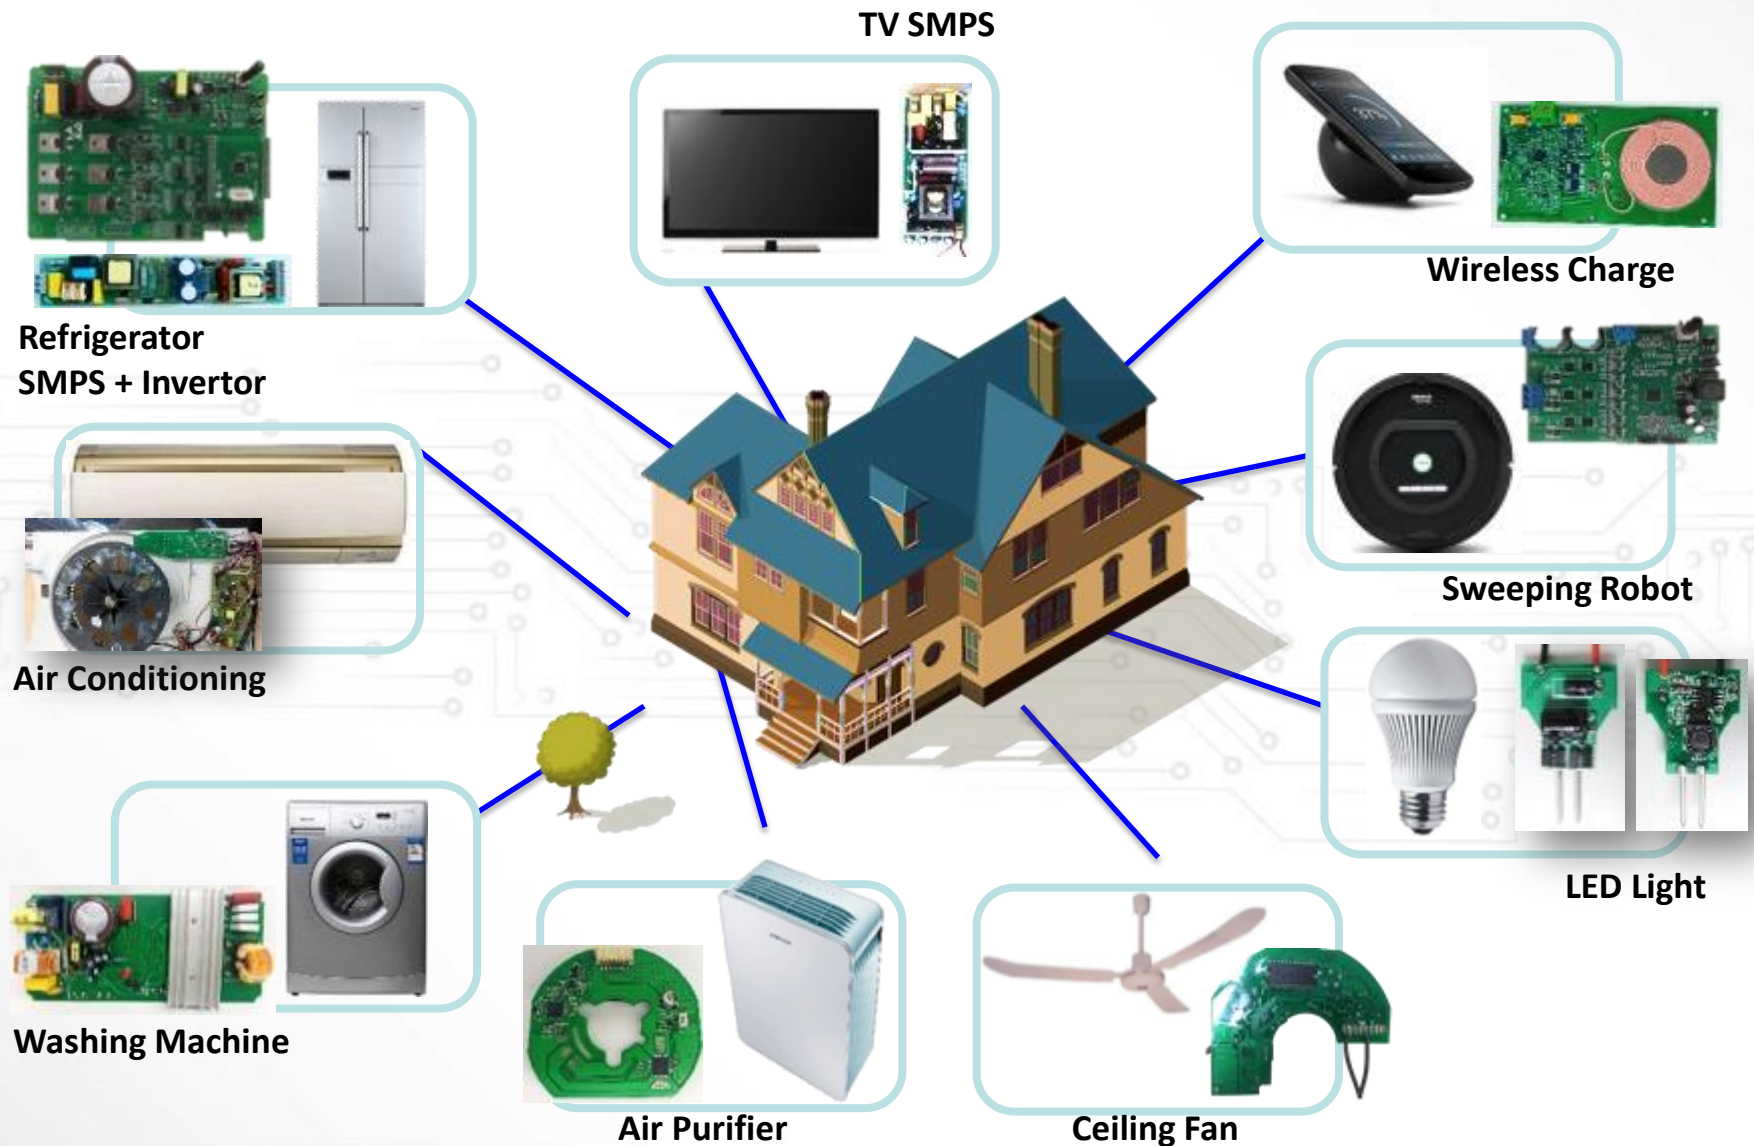 TV SMPS
Wireless Charge
Refrigerator
SMPS + Invertor
Sweeping Robot
Air Conditioning
LED Light
Washing Machine
Air Purifier
Ceiling Fan